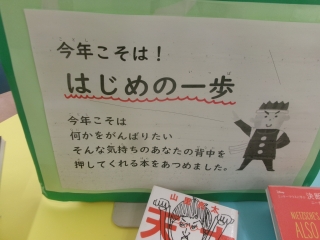 今年こそは！
はじめの一歩
今年こそは
何かをがんばりたい
そんな気持ちのあなたの背中を
押してくれる本をあつめました。
ALSO